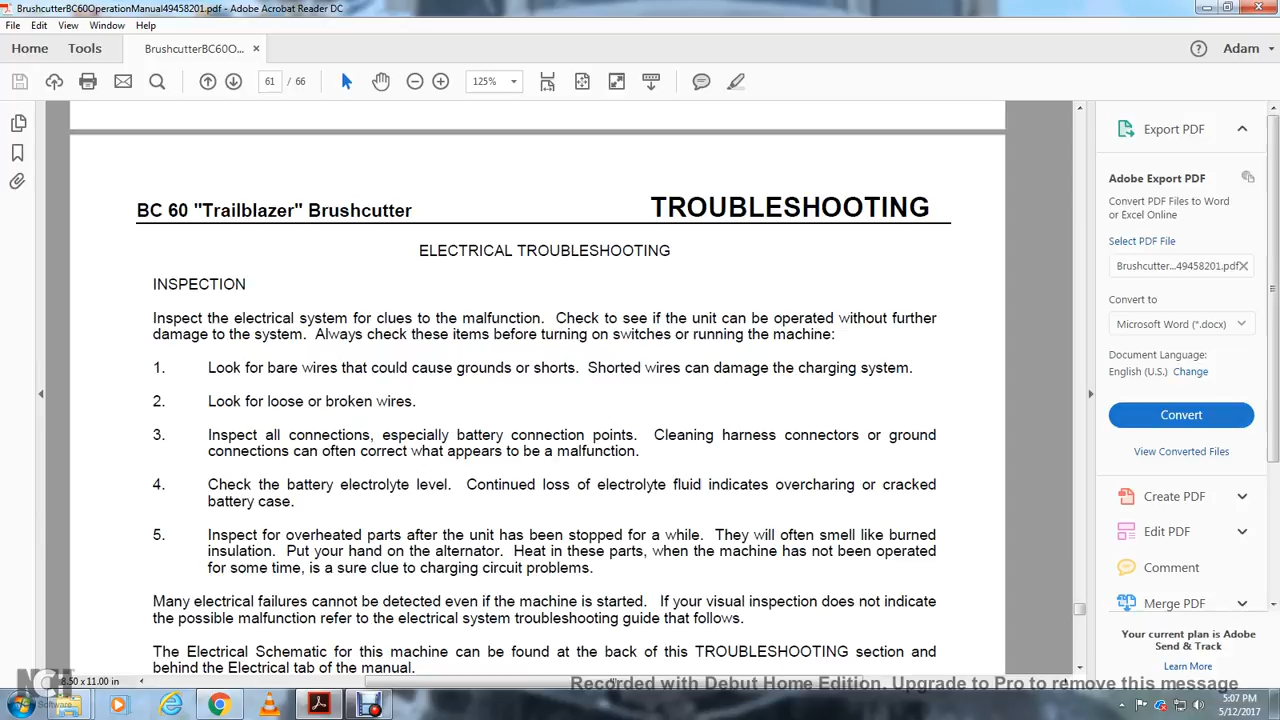 BrushcutterBC60OperationManual49458201.pdf - Adobe Acrobat Reader DC
File Edit View Window Help
Home Tools BrushcutterBC60O... × Adam
61 / 66 125%
BC 60 "Trailblazer" Brushcutter TROUBLESHOOTING
ELECTRICAL TROUBLESHOOTING
INSPECTION
Inspect the electrical system for clues to the malfunction. Check to see if the unit can be operated without further
damage to the system. Always check these items before turning on switches or running the machine:
1. Look for bare wires that could cause grounds or shorts. Shorted wires can damage the charging system.
2. Look for loose or broken wires.
3. Inspect all connections, especially battery connection points. Cleaning harness connectors or ground
connections can often correct what appears to be a malfunction.
4. Check the battery electrolyte level. Continued loss of electrolyte fluid indicates overcharing or cracked
battery case.
5. Inspect for overheated parts after the unit has been stopped for a while. They will often smell like burned
insulation. Put your hand on the alternator. Heat in these parts, when the machine has not been operated
for some time, is a sure clue to charging circuit problems.
Many electrical failures cannot be detected even if the machine is started. If your visual inspection does not indicate
the possible malfunction refer to the electrical system troubleshooting guide that follows.
The Electrical Schematic for this machine can be found at the back of this TROUBLESHOOTING section and
behind the Electrical tab of the manual.
8.50 x 11.00 in
Export PDF
Adobe Export PDF
Convert PDF Files to Word
or Excel Online
Select PDF File
Brushcutter...49458201.pdf
Convert to
Microsoft Word (*.docx)
Document Language:
English (U.S.) Change
Convert
View Converted Files
Create PDF
Edit PDF
Comment
Merge PDF
Your current plan is Adobe
Send & Track
Learn More
NCH Software
Recorded with Debut Home Edition. Upgrade to Pro to remove this message
5:07 PM
5/12/2017